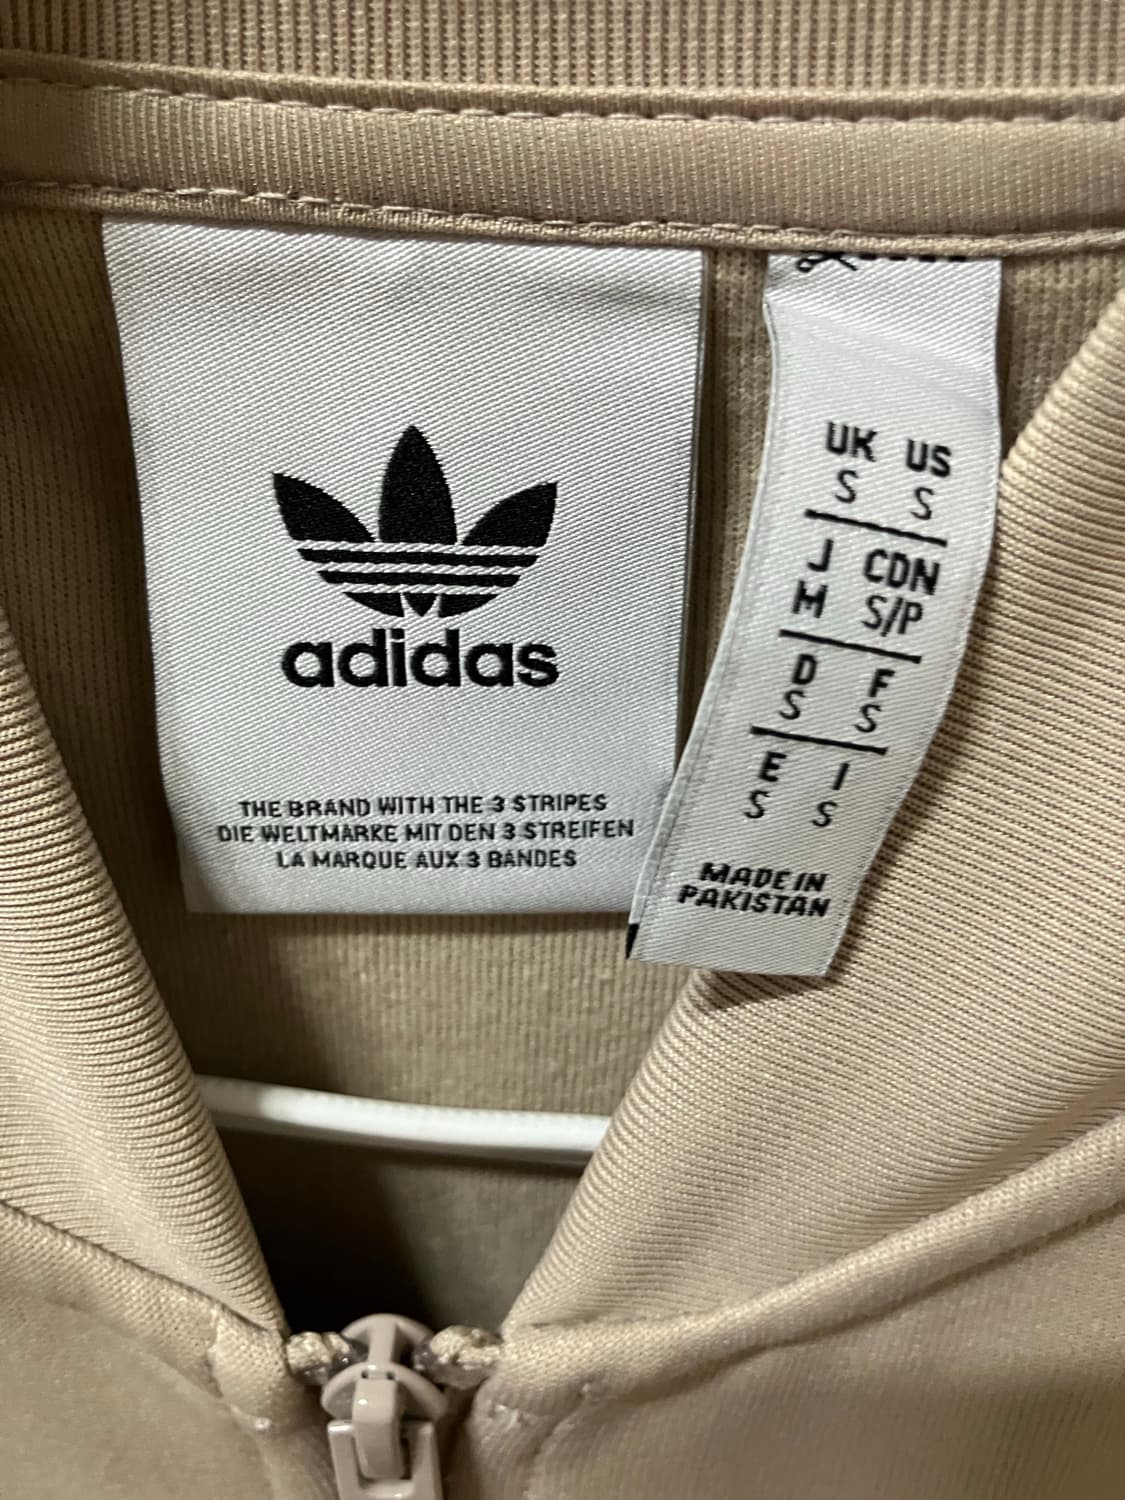 adidas
THE BRAND WITH THE 3 STRIPES
DIE WELTMARKE MIT DEN 3 STREIFEN
LA MARQUE AUX 3 BANDES
UK US
S S
J CDN
M S/P
D F
S S
E I
S S
MADE IN
PAKISTAN